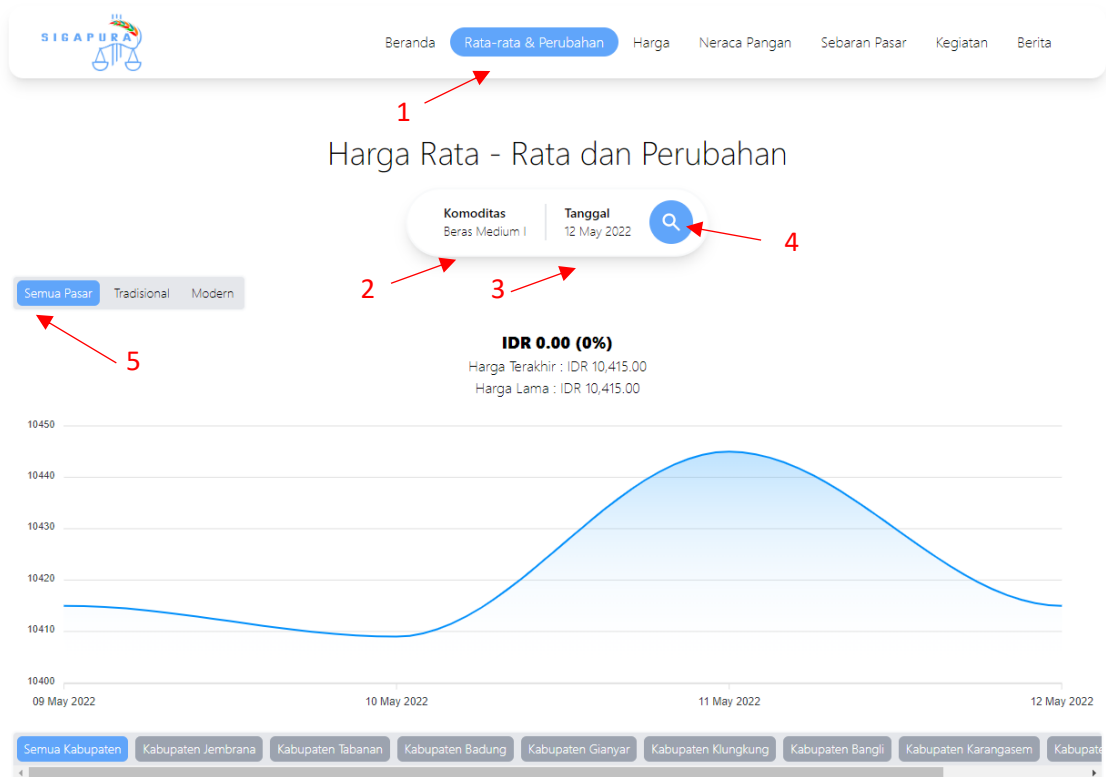 SIGAPURA
Beranda Rata-rata & Perubahan Harga Neraca Pangan Sebaran Pasar Kegiatan Berita
1
Harga Rata - Rata dan Perubahan
Komoditas Tanggal
Beras Medium I 12 May 2022
4
2 3
Semua Pasar Tradisional Modern
5
IDR 0.00 (0%)
Harga Terakhir : IDR 10,415.00
Harga Lama : IDR 10,415.00
10450
10440
10430
10420
10410
10400
09 May 2022 10 May 2022 11 May 2022 12 May 2022
Semua Kabupaten Kabupaten Jembrana Kabupaten Tabanan Kabupaten Badung Kabupaten Gianyar Kabupaten Klungkung Kabupaten Bangli Kabupaten Karangasem Kabupate